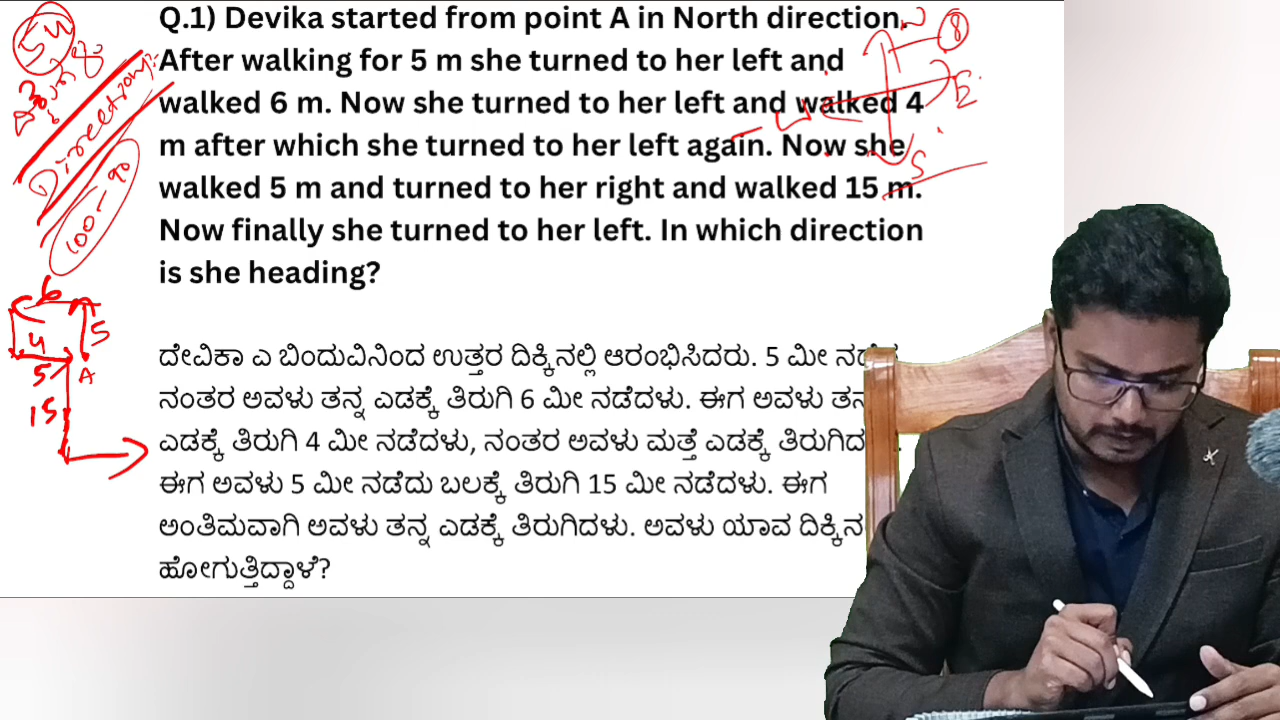 Q.1) Devika started from point A in North direction.
After walking for 5 m she turned to her left and
walked 6 m. Now she turned to her left and walked 4
m after which she turned to her left again. Now she
walked 5 m and turned to her right and walked 15 m.
Now finally she turned to her left. In which direction
is she heading?
ದೇವಿಕಾ ಎ ಬಿಂದುವಿನಿಂದ ಉತ್ತರ ದಿಕ್ಕಿನಲ್ಲಿ ಆರಂಭಿಸಿದರು. 5 ಮೀ
ನಂತರ ಅವಳು ತನ್ನ ಎಡಕ್ಕೆ ತಿರುಗಿ 6 ಮೀ ನಡೆದಳು. ಈಗ ಅವಳು
ಎಡಕ್ಕೆ ತಿರುಗಿ 4 ಮೀ ನಡೆದಳು, ನಂತರ ಅವಳು ಮತ್ತೆ ಎಡಕ್ಕೆ
ಈಗ ಅವಳು 5 ಮೀ ನಡೆದು ಬಲಕ್ಕೆ ತಿರುಗಿ 15 ಮೀ ನಡೆದಳು. ಈಗ
ಅಂತಿಮವಾಗಿ ಅವಳು ತನ್ನ ಎಡಕ್ಕೆ ತಿರುಗಿದಳು. ಅವಳು ಯಾವ
ಹೋಗುತ್ತಿದ್ದಾಳೆ?
Directions
100-90
N
8
E
W
S
6
5
4
A
5
15